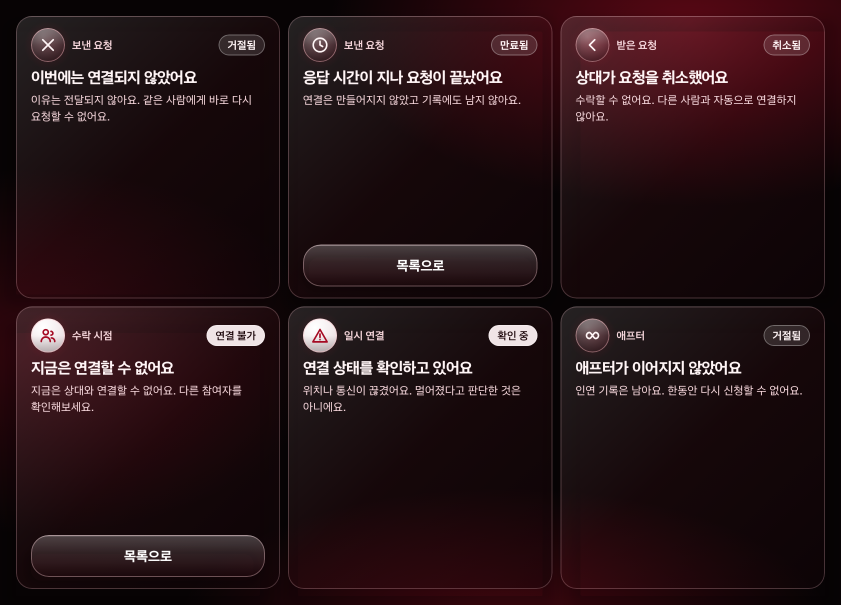 보낸 요청
거절됨
이번에는 연결되지 않았어요
이유는 전달되지 않아요. 같은 사람에게 바로 다시
요청할 수 없어요.
보낸 요청
만료됨
응답 시간이 지나 요청이 끝났어요
연결은 만들어지지 않았고 기록에도 남지 않아요.
목록으로
받은 요청
취소됨
상대가 요청을 취소했어요
수락할 수 없어요. 다른 사람과 자동으로 연결하지
않아요.
수락 시점
연결 불가
지금은 연결할 수 없어요
지금은 상대와 연결할 수 없어요. 다른 참여자를
확인해보세요.
목록으로
일시 연결
확인 중
연결 상태를 확인하고 있어요
위치나 통신이 끊겼어요. 멀어졌다고 판단한 것은
아니에요.
애프터
거절됨
애프터가 이어지지 않았어요
인연 기록은 남아요. 한동안 다시 신청할 수 없어요.